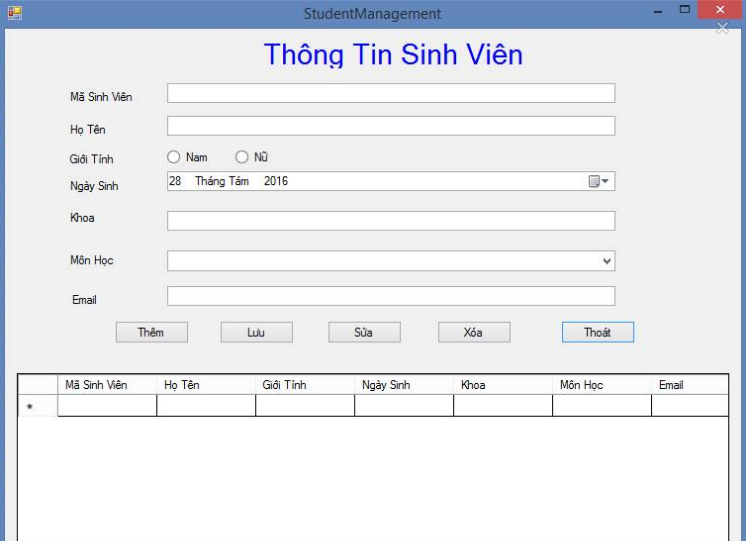 StudentManagement
Thông Tin Sinh Viên
Mã Sinh Viên
Họ Tên
Giới Tính Nam Nữ
Ngày Sinh 28 Tháng Tám 2016
Khoa
Môn Học
Email
Thêm Lưu Sửa Xóa Thoát
Mã Sinh Viên Họ Tên Giới Tính Ngày Sinh Khoa Môn Học Email
*